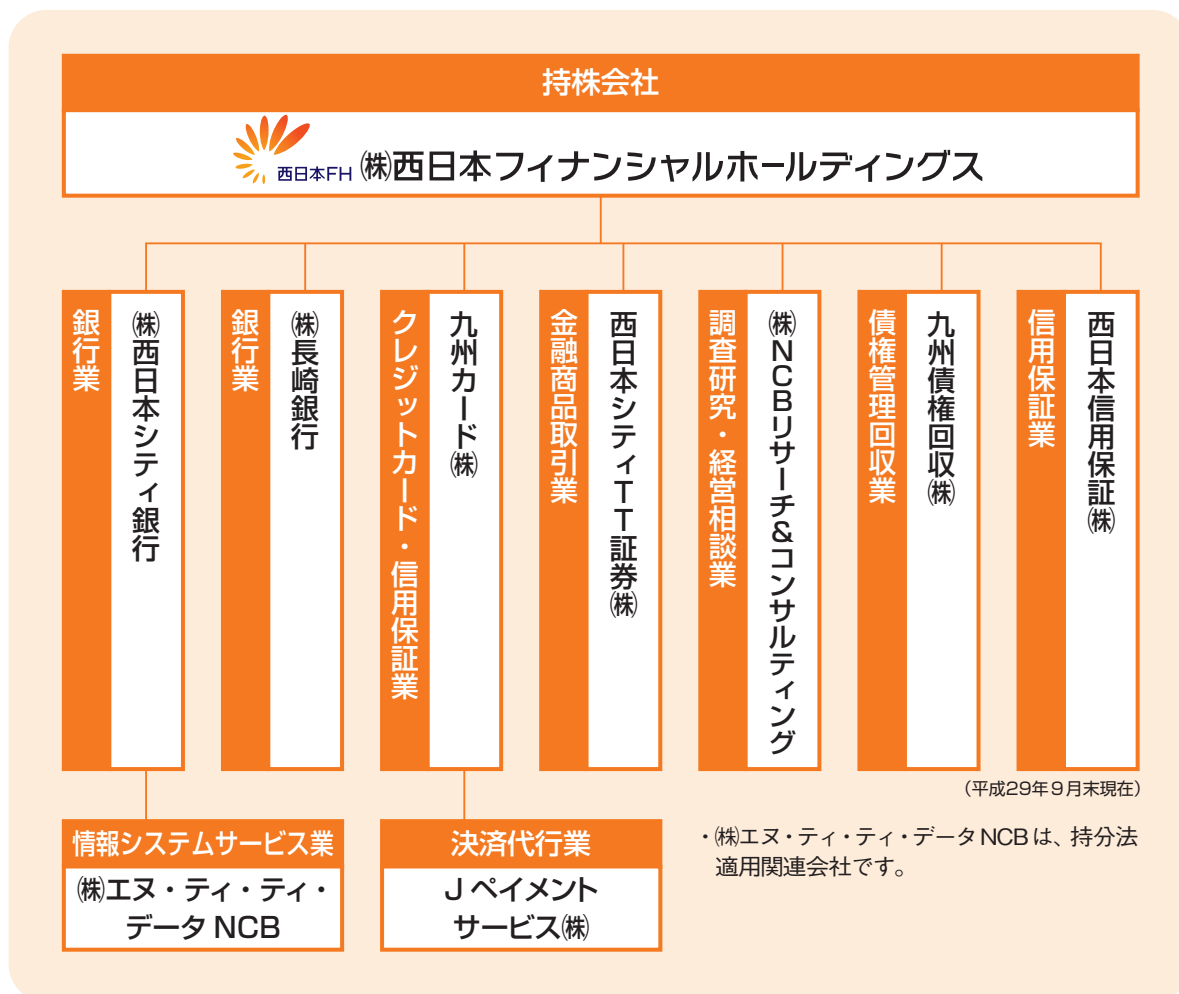 持株会社
西日本FH
㈱西日本フィナンシャルホールディングス
銀行業
㈱西日本シティ銀行
銀行業
㈱長崎銀行
クレジットカード・信用保証業
九州カード㈱
金融商品取引業
西日本シティTT証券㈱
調査研究・経営相談業
㈱NCBリサーチ&コンサルティング
債権管理回収業
九州債権回収㈱
信用保証業
西日本信用保証㈱
(平成29年9月末現在)
情報システムサービス業
㈱エヌ・ティ・ティ・
データ NCB
決済代行業
J ペイメント
サービス㈱
・㈱エヌ・ティ・ティ・データ NCB は、持分法
適用関連会社です。